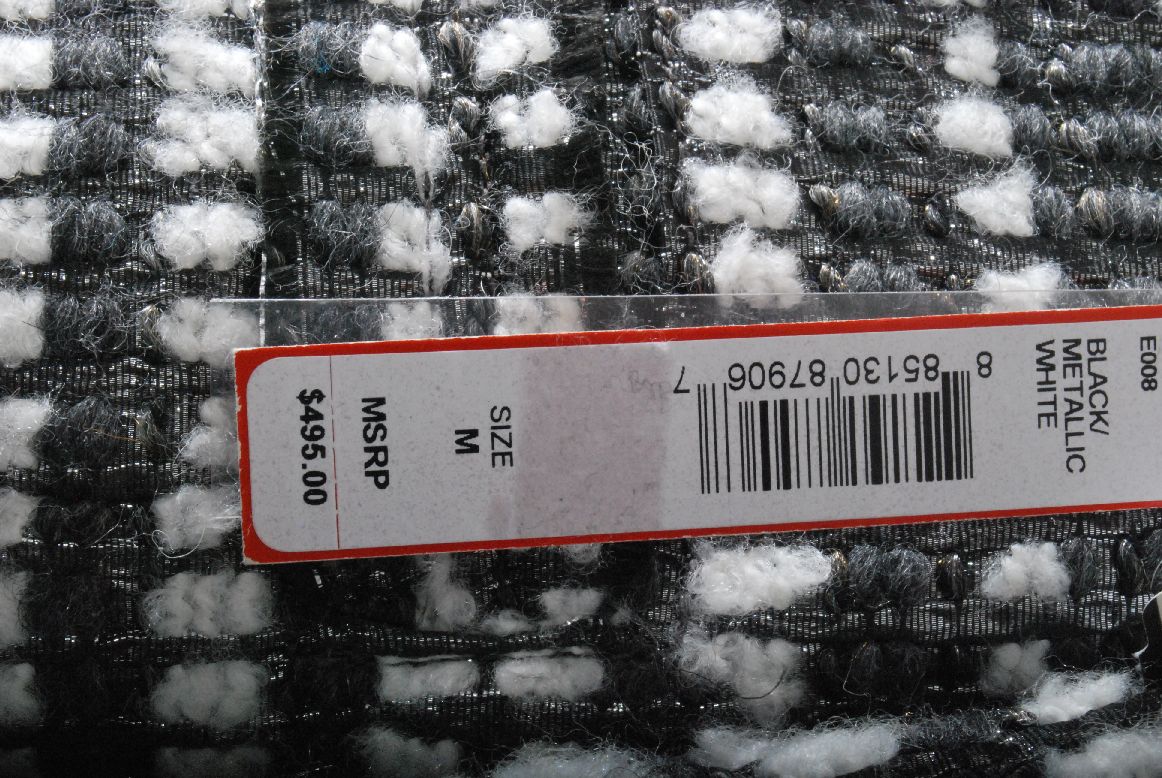 E008
BLACK/
METALLIC
WHITE
8 85130 87906 7
SIZE
M
MSRP
$495.00